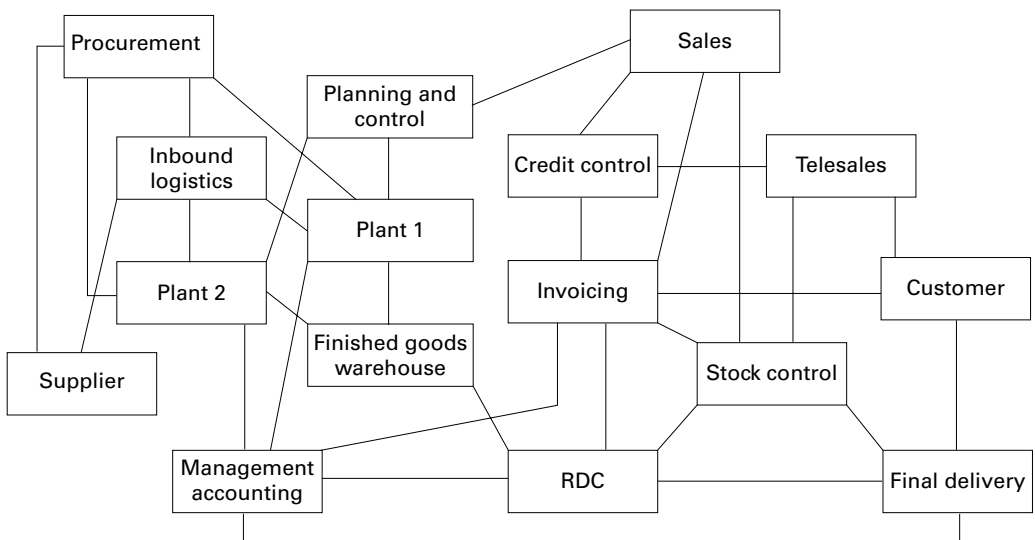 Procurement
Sales
Planning and
control
Inbound
logistics
Credit control
Telesales
Plant 1
Plant 2
Invoicing
Customer
Finished goods
warehouse
Supplier
Stock control
Management
accounting
RDC
Final delivery